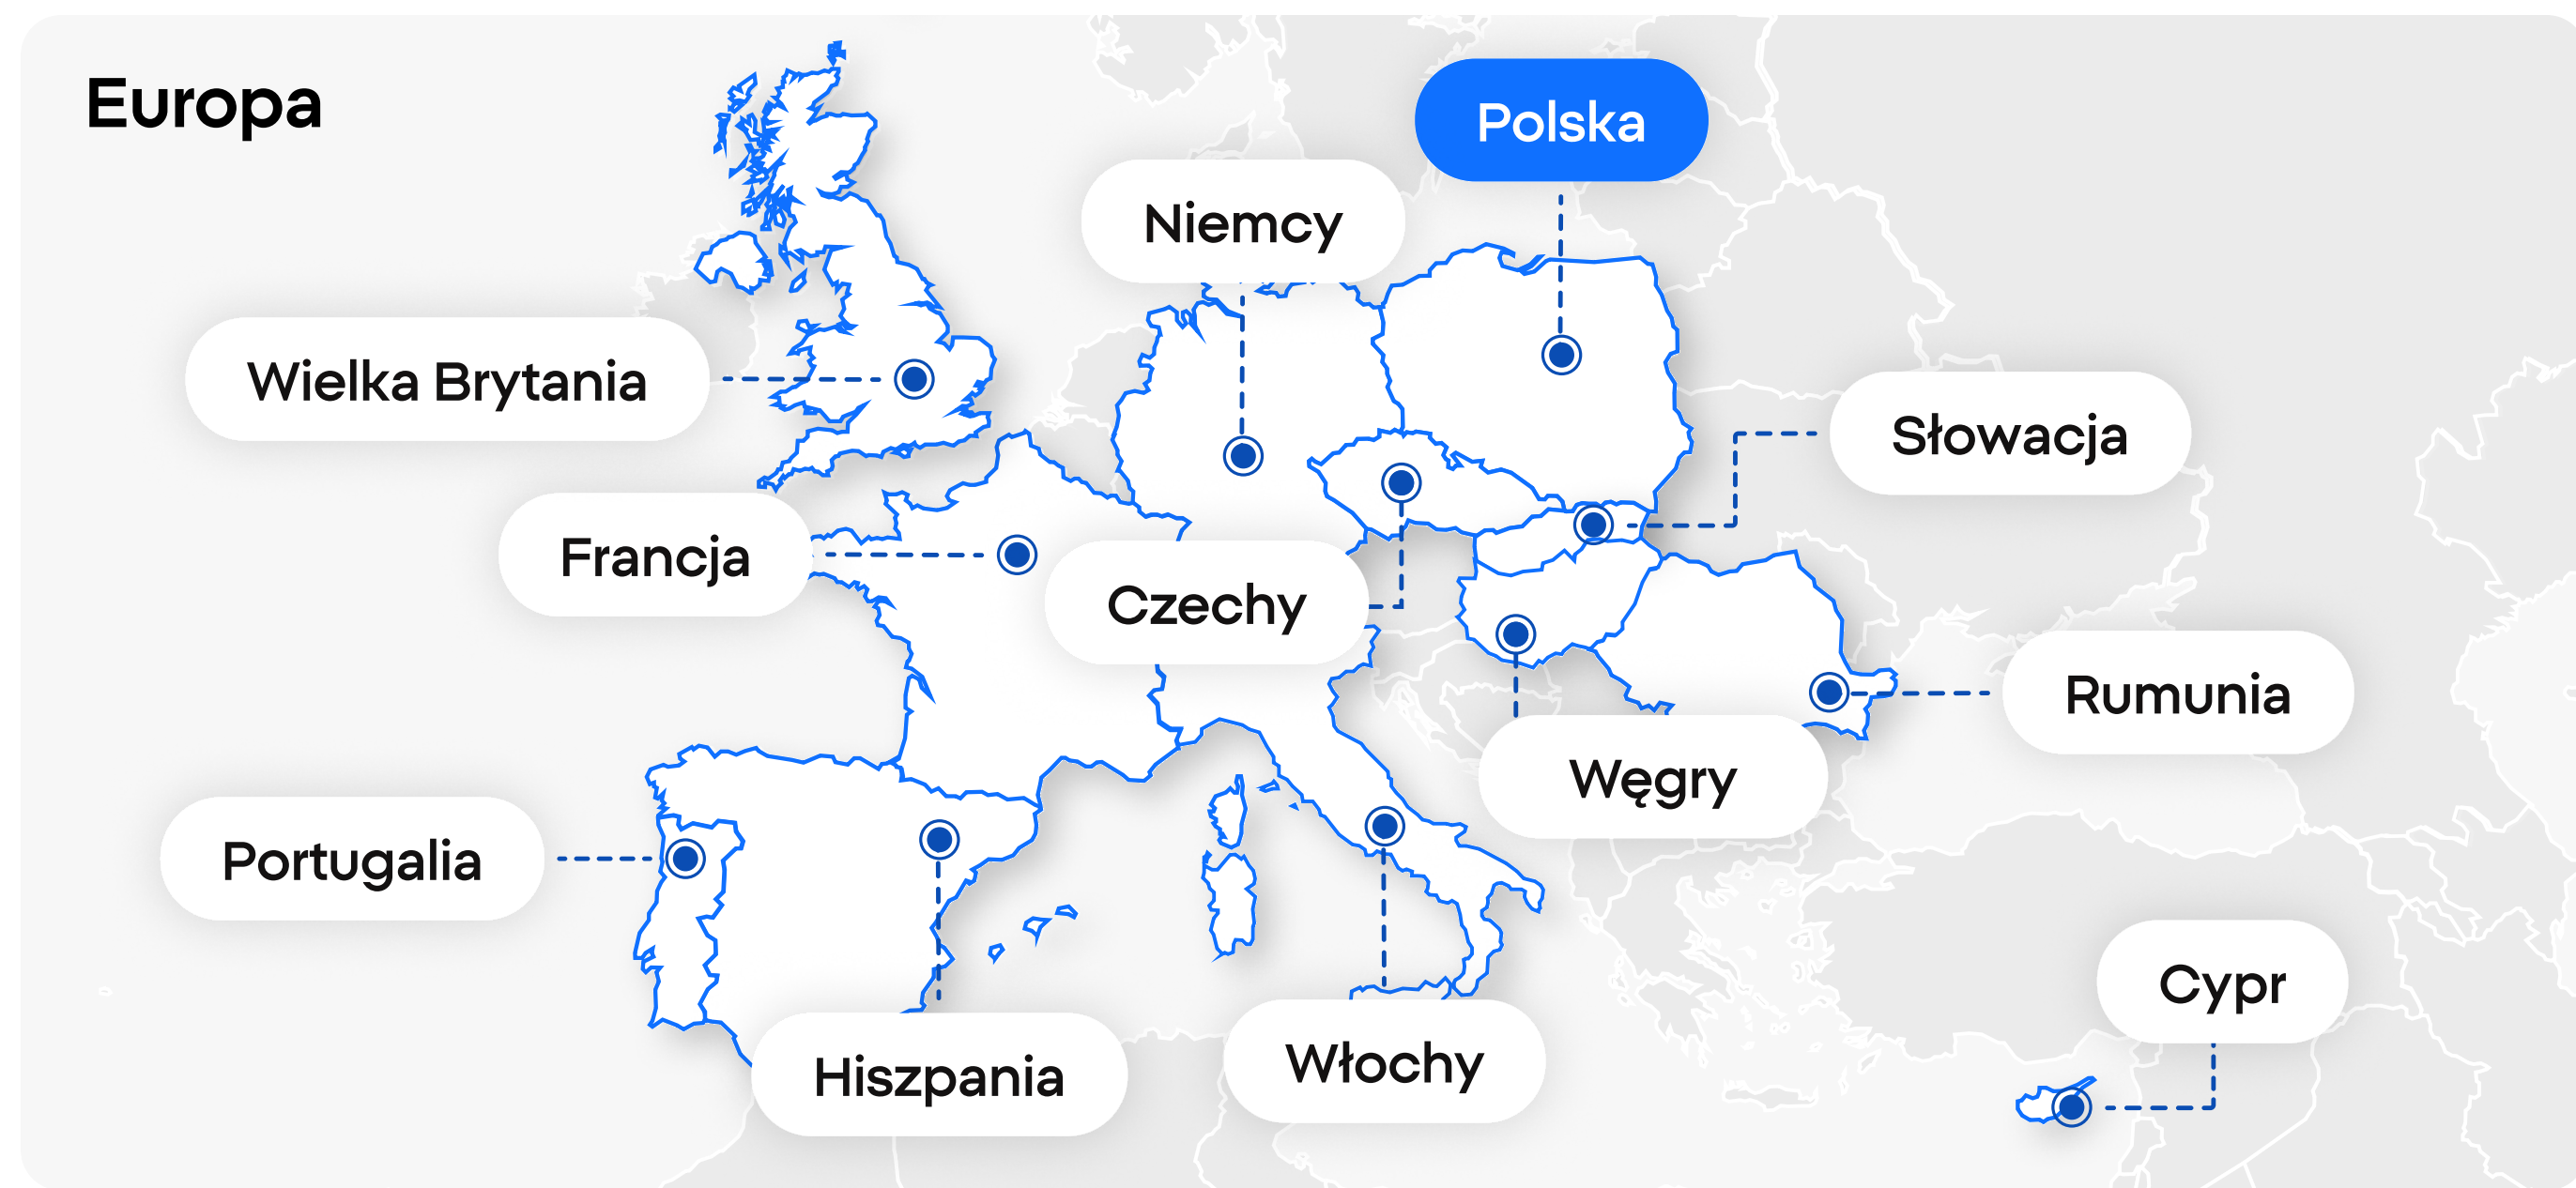 Europa
Polska
Niemcy
Wielka Brytania
Słowacja
Francja
Czechy
Rumunia
Węgry
Portugalia
Cypr
Hiszpania
Włochy